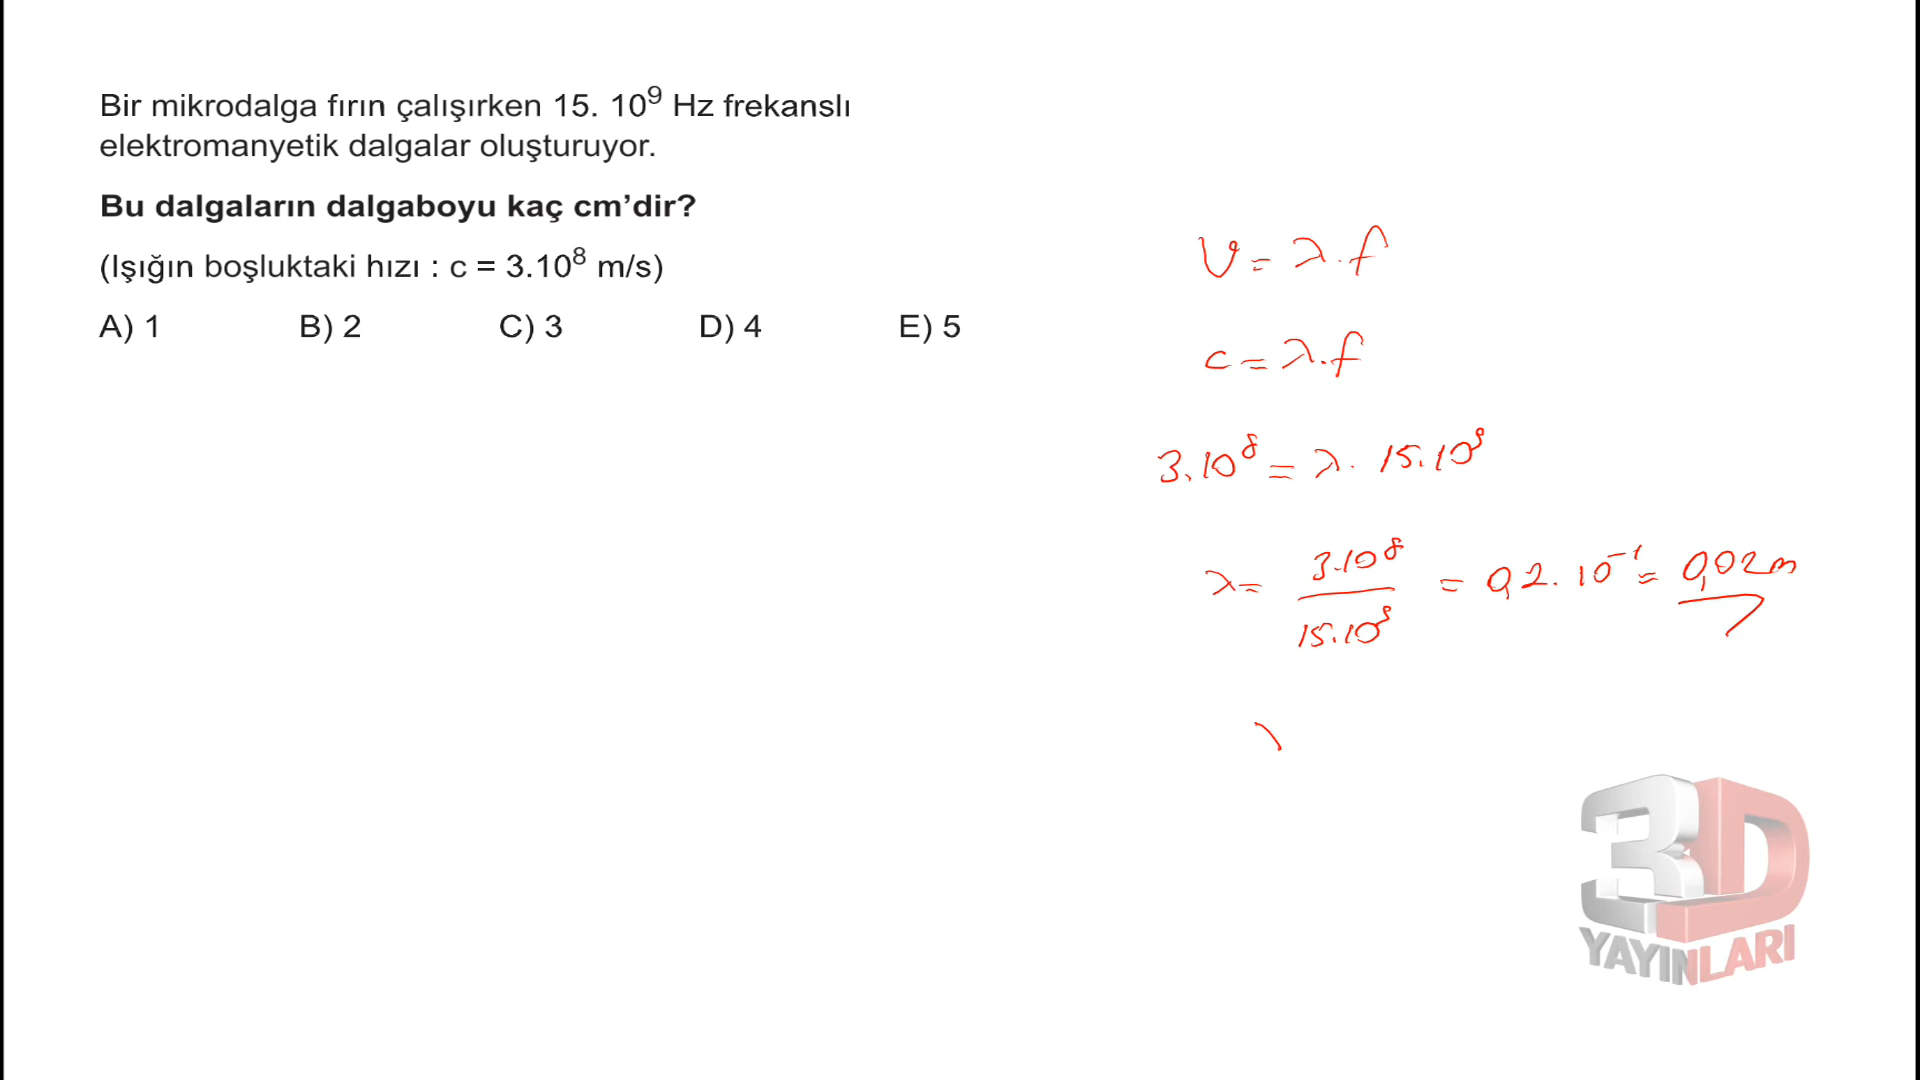 Bir mikrodalga fırın çalışırken 15. 10⁹ Hz frekanslı
elektromanyetik dalgalar oluşturuyor.
Bu dalgaların dalgaboyu kaç cm’dir?
(Işığın boşluktaki hızı : c = 3.10⁸ m/s)
A) 1 B) 2 C) 3 D) 4 E) 5
V = λ.f
c = λ.f
3.10⁸ = λ. 15.10⁹
λ = 3.10⁸ / 15.10⁹ = 0,2.10⁻¹ = 0,02m
3D
YAYINLARI